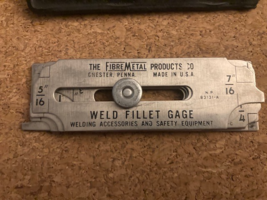 THE FIBREMETAL PRODUCTS CO
CHESTER, PENNA. MADE IN U.S.A
5/16
7/16
WELD FILLET GAGE
1/4
WELDING ACCESSORIES AND SAFETY EQUIPMENT